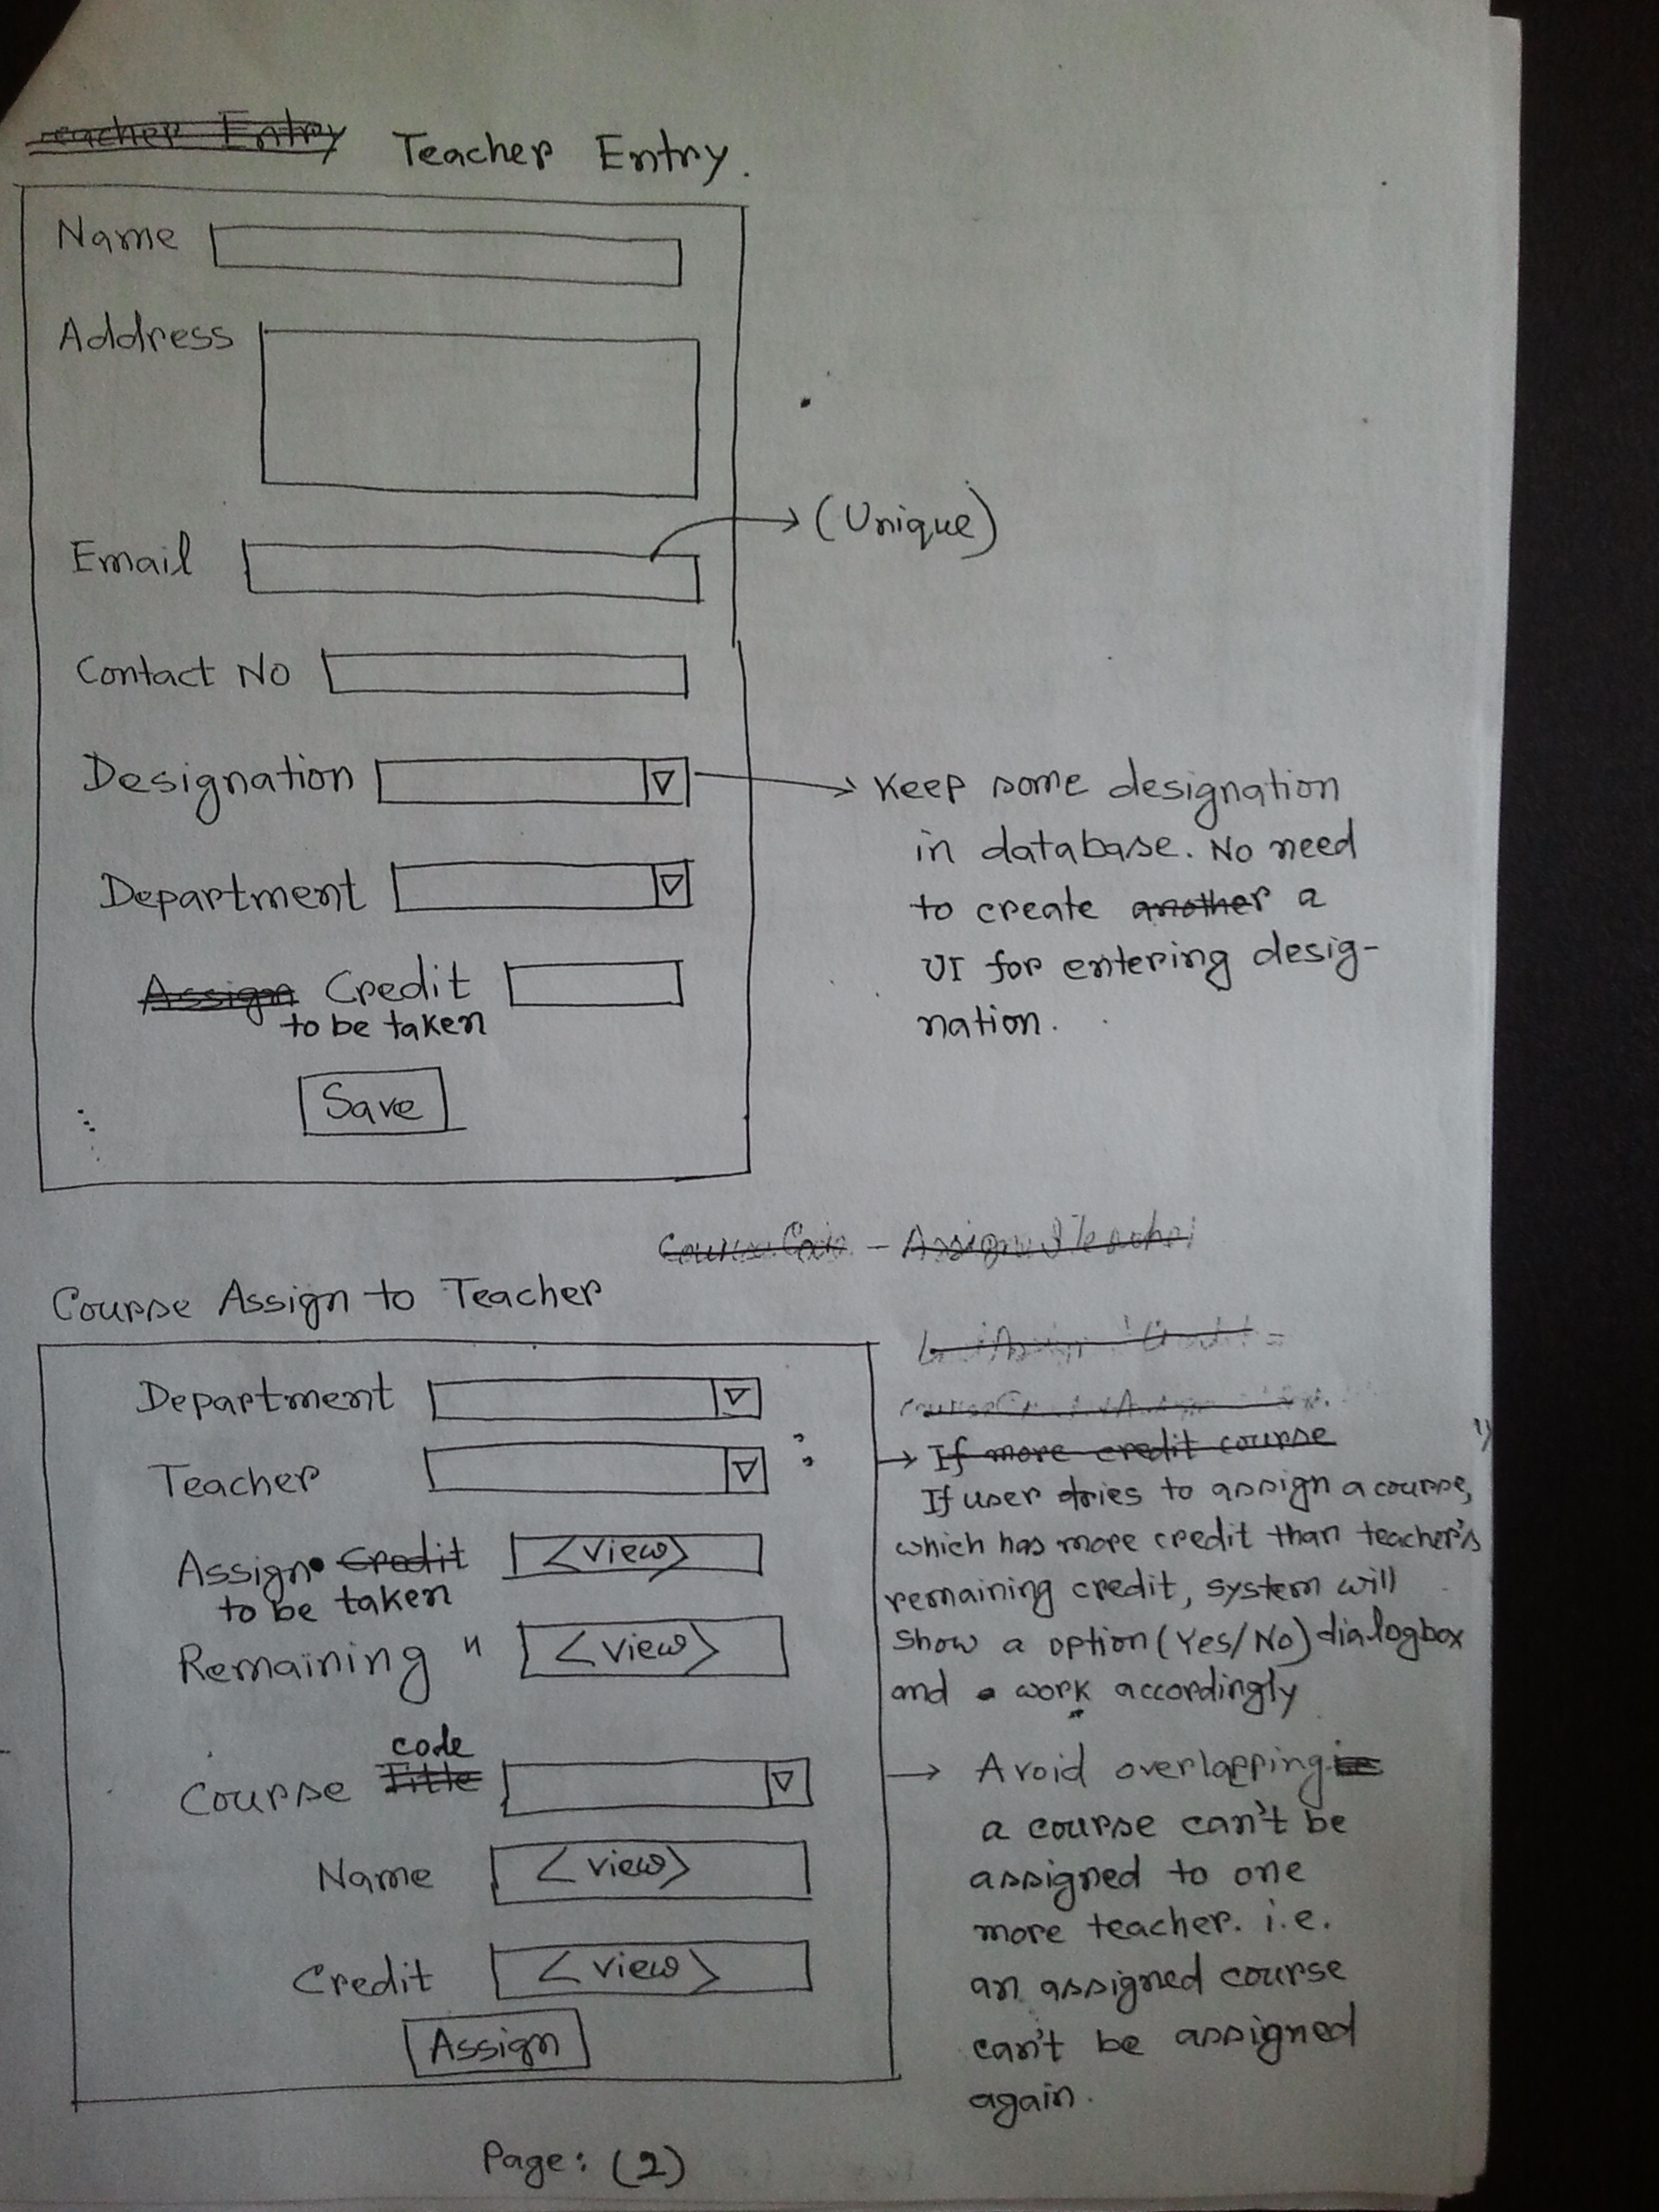 Teacher Entry Teacher Entry.
Name
Address
Email
(Unique)
Contact No
Designation
Keep some designation
in database. No need
to create another a
UI for entering desig-
nation.
Department
Assign Credit
to be taken
Save
Course Assign to Teacher
Department
Teacher
Assign Credit <view>
to be taken
Remaining " <view>
code
Course Title
Name <view>
Credit <view>
Assign
If more credit course
If user tries to assign a course,
which has more credit than teacher's
remaining credit, system will
show a option (Yes/No) dialogbox
and work accordingly
Avoid overlapping
a course can't be
assigned to one
more teacher. i.e.
an assigned course
can't be assigned
again.
Page: (2)